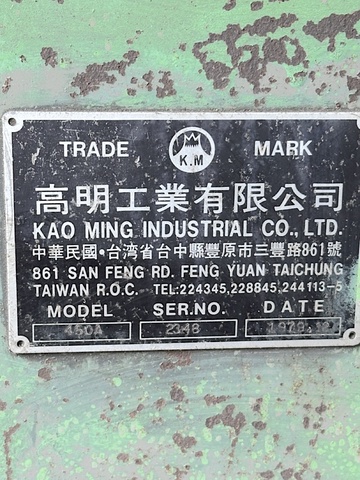 TRADE K.M MARK
高明工業有限公司
KAO MING INDUSTRIAL CO., LTD.
中華民國·台湾省台中縣豐原市三豐路861號
861 SAN FENG RD. FENG YUAN TAICHUNG
TAIWAN R.O.C. TEL:224345,228845,244113-5
MODEL SER.NO. DATE
450A 2348